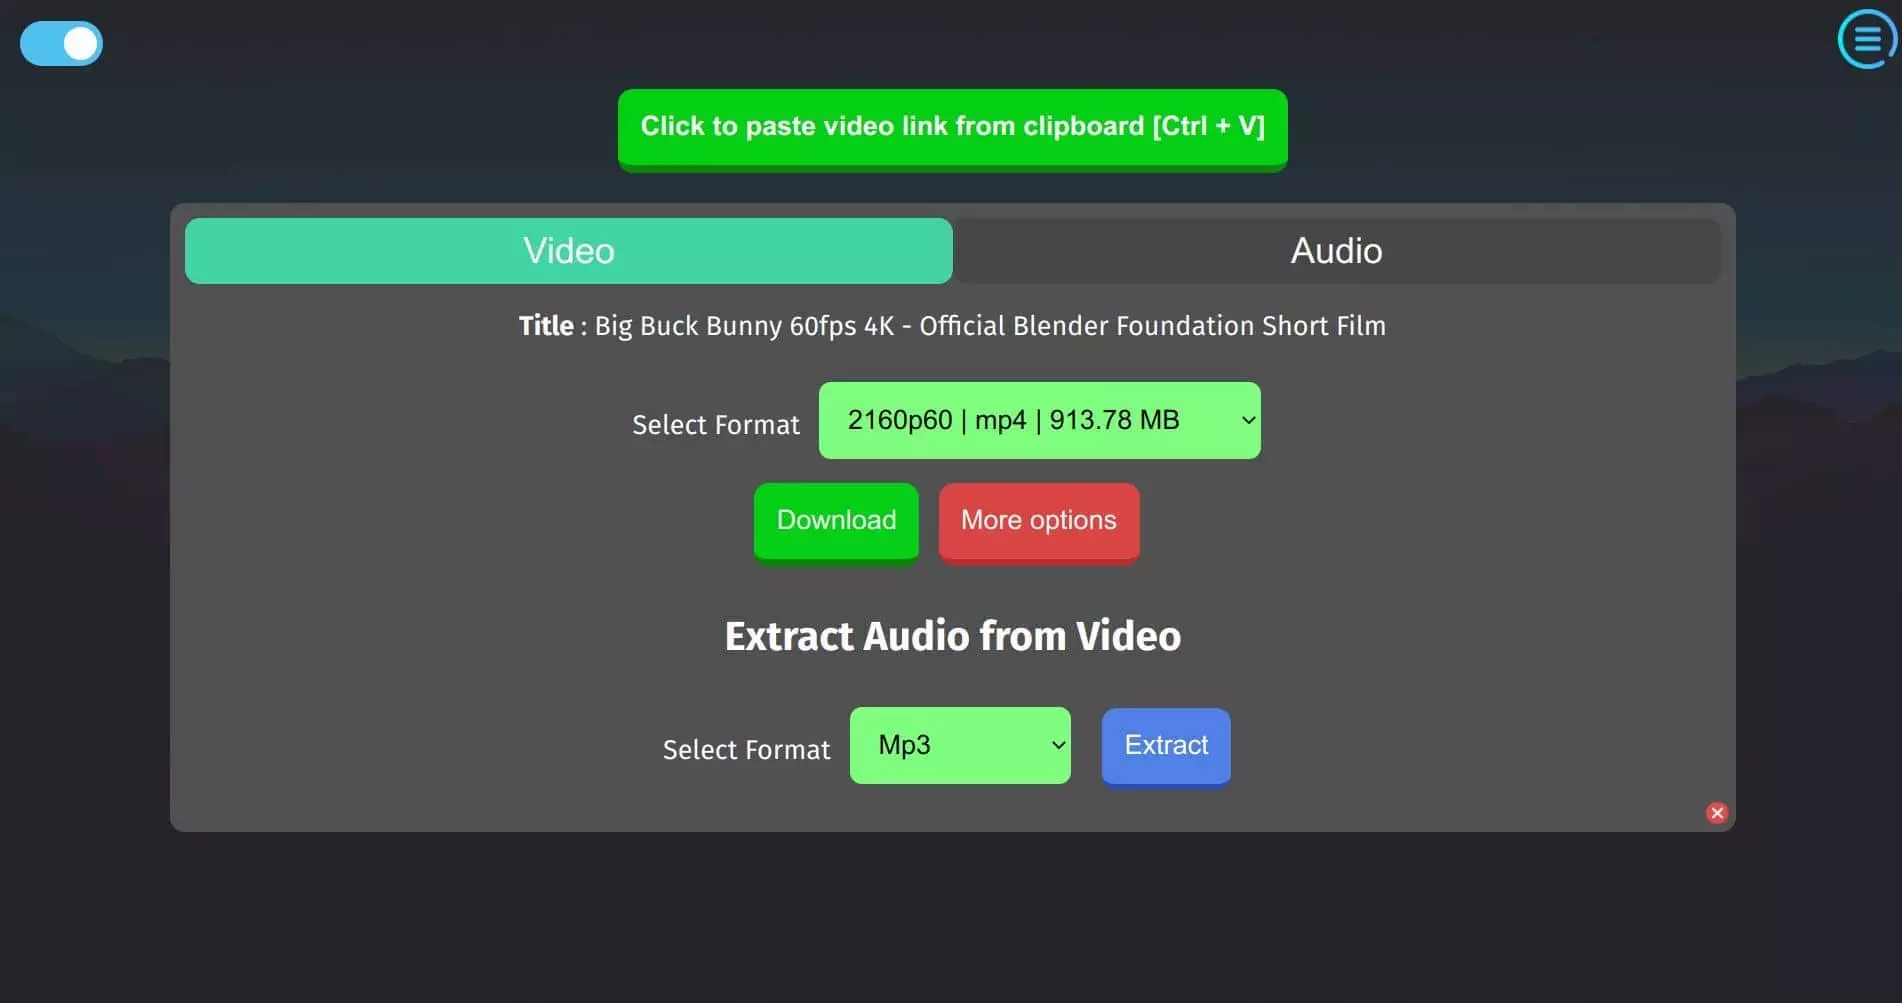 Click to paste video link from clipboard [Ctrl + V]
Video
Audio
Title : Big Buck Bunny 60fps 4K - Official Blender Foundation Short Film
Select Format
2160p60 | mp4 | 913.78 MB
Download
More options
Extract Audio from Video
Select Format
Mp3
Extract